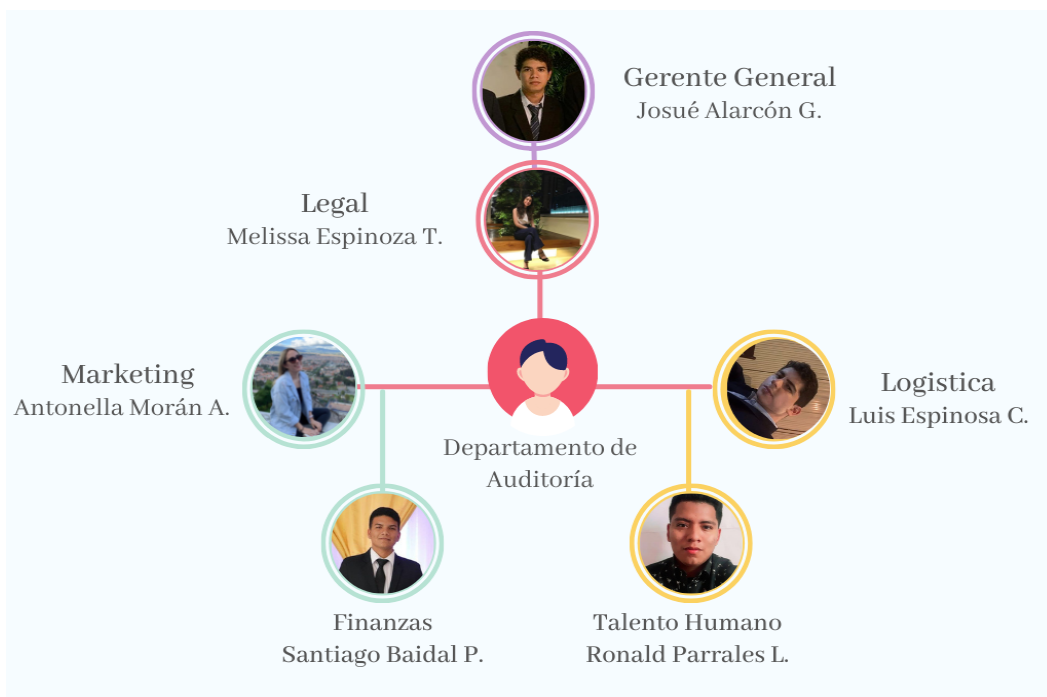 Gerente General
Josué Alarcón G.
Legal
Melissa Espinoza T.
Marketing
Antonella Morán A.
Logistica
Luis Espinosa C.
Departamento de
Auditoría
Finanzas
Santiago Baidal P.
Talento Humano
Ronald Parrales L.